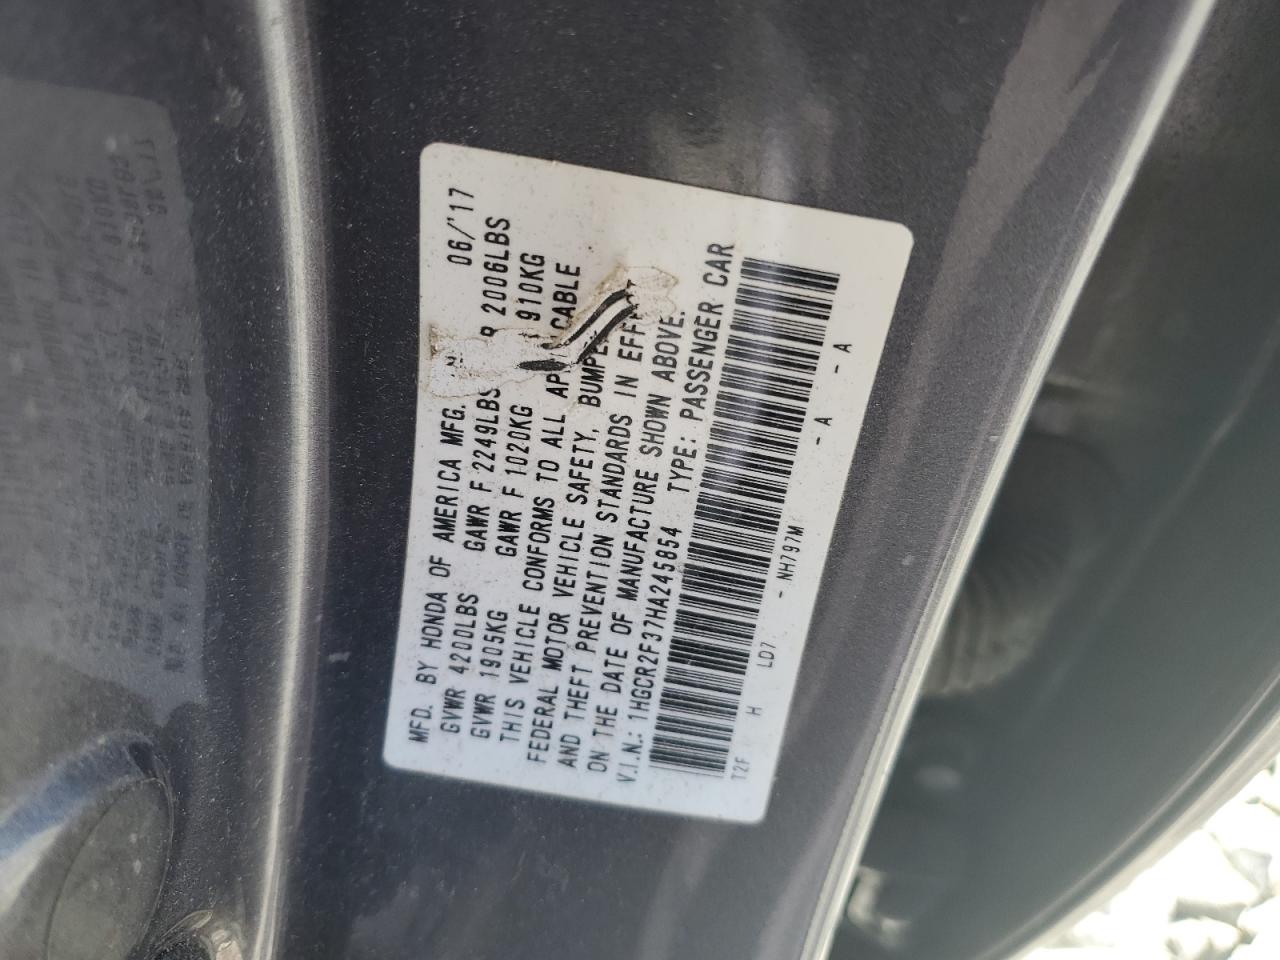 MFD. BY HONDA OF AMERICA MFG. 06/'17
GVWR 4200LBS GAWR F 2249LBS R 2006LBS
GVWR 1905KG GAWR F 1020KG 910KG
THIS VEHICLE CONFORMS TO ALL AP CABLE
FEDERAL MOTOR VEHICLE SAFETY, BUMPE
AND THEFT PREVENTION STANDARDS IN EFF
ON THE DATE OF MANUFACTURE SHOWN ABOVE.
V.I.N.: 1HGCR2F37HA245854 TYPE: PASSENGER CAR
T2F H LD7 - NH797M - A - A